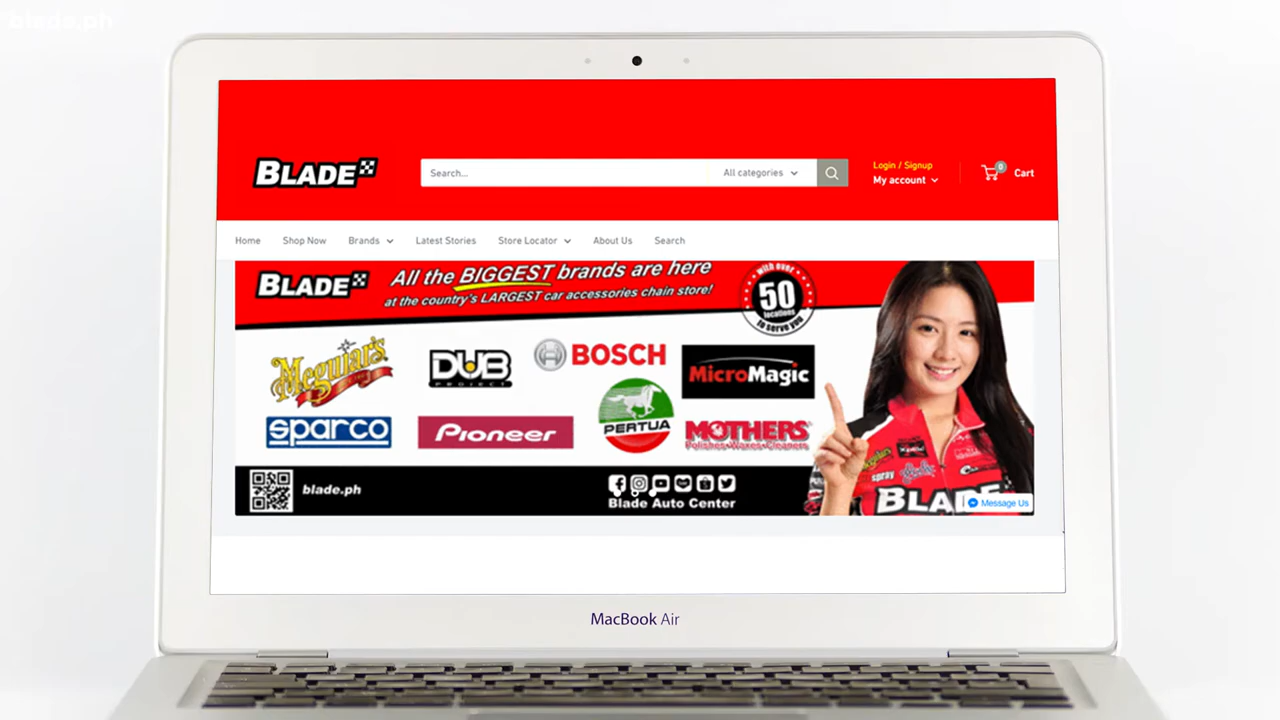 blade.ph
BLADE
Search...
All categories
Login / Signup
My account
0
Cart
Home
Shop Now
Brands
Latest Stories
Store Locator
About Us
Search
BLADE
All the BIGGEST brands are here
at the country's LARGEST car accessories chain store!
with over
50
locations
to serve you
Meguiar's
DUB
PROJECT
BOSCH
MicroMagic
sparco
Pioneer
PERTUA
MOTHERS
Polishes•Waxes•Cleaners
Meguiar's
spray
BLADE
blade.ph
Blade Auto Center
Message Us
MacBook Air